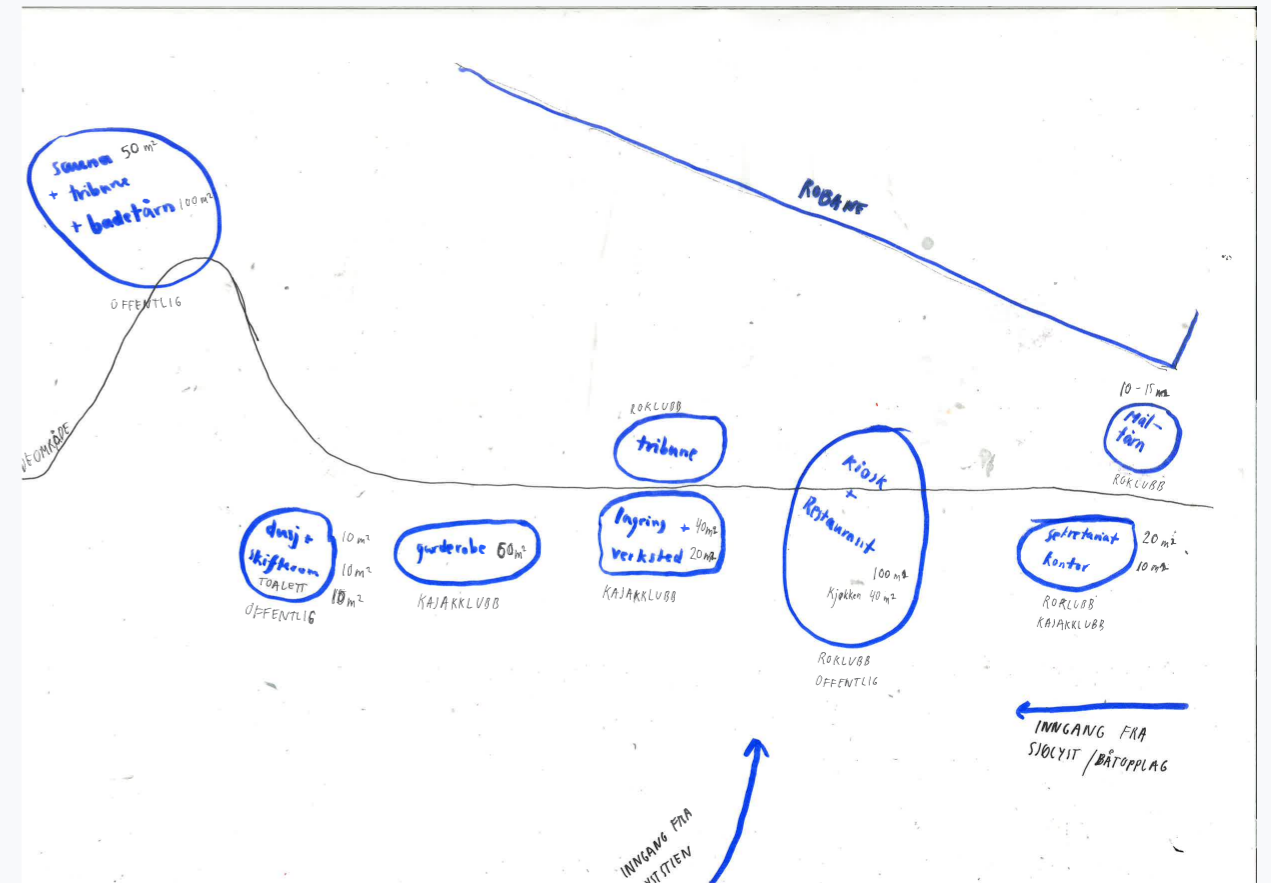 sauna 50 m²
+ tribune
+ badetårn 100 m²
OFFENTLIG
ROBANE
10 - 15 m²
Mål-
tårn
ROKLUBB
ROKLUBB
tribune
dusj + 10 m²
skifterom 10 m²
TOALETT 10 m²
OFFENTLIG
garderobe 60 m²
KAJAKKLUBB
lagring + 40 m²
verksted 20 m²
KAJAKKLUBB
kiosk
+
Restaurant
100 m²
Kjøkken 40 m²
ROKLUBB
OFFENTLIG
sekretariat 20 m²
kontor 10 m²
ROKLUBB
KAJAKKLUBB
INNGANG FRA
SJØLYST / BÅTOPPLAG
INNGANG FRA